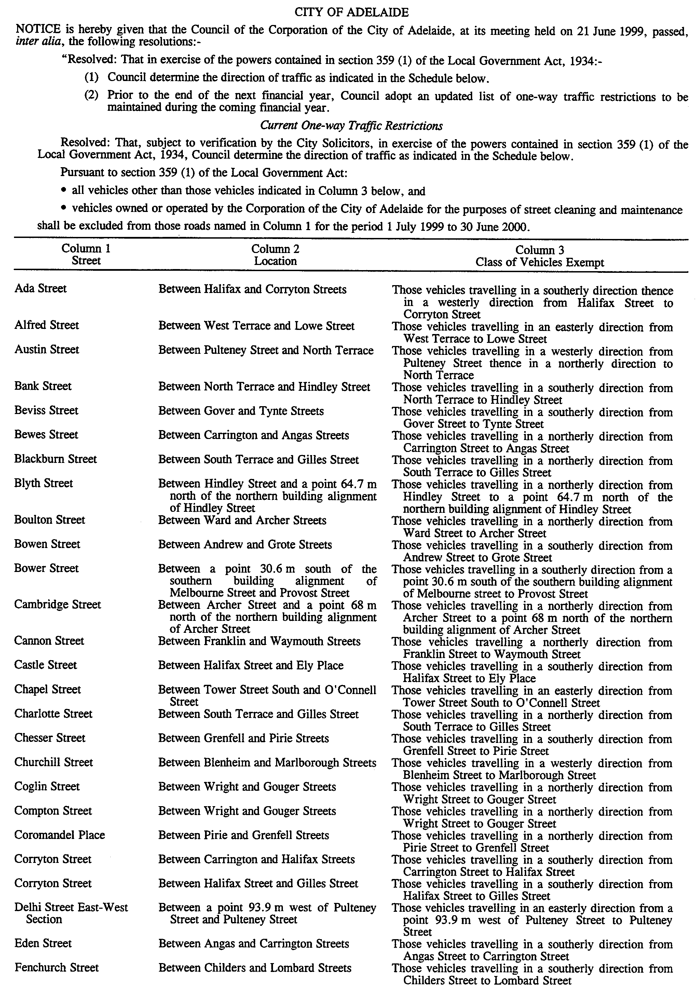 CITY OF ADELAIDE
NOTICE is hereby given that the Council of the Corporation of the City of Adelaide, at its meeting held on 21 June 1999, passed,
inter alia, the following resolutions:-
“Resolved: That in exercise of the powers contained in section 359 (1) of the Local Government Act, 1934:-
(1) Council determine the direction of traffic as indicated in the Schedule below.
(2) Prior to the end of the next financial year, Council adopt an updated list of one-way traffic restrictions to be
maintained during the coming financial year.
Current One-way Traffic Restrictions
Resolved: That, subject to verification by the City Solicitors, in exercise of the powers contained in section 359 (1) of the
Local Government Act, 1934, Council determine the direction of traffic as indicated in the Schedule below.
Pursuant to section 359 (1) of the Local Government Act:
• all vehicles other than those vehicles indicated in Column 3 below, and
• vehicles owned or operated by the Corporation of the City of Adelaide for the purposes of street cleaning and maintenance
shall be excluded from those roads named in Column 1 for the period 1 July 1999 to 30 June 2000.
Column 1 Column 2 Column 3
Street Location Class of Vehicles Exempt
Ada Street Between Halifax and Corryton Streets Those vehicles travelling in a southerly direction thence
in a westerly direction from Halifax Street to
Corryton Street
Alfred Street Between West Terrace and Lowe Street Those vehicles travelling in an easterly direction from
West Terrace to Lowe Street
Austin Street Between Pulteney Street and North Terrace Those vehicles travelling in a westerly direction from
Pulteney Street thence in a northerly direction to
North Terrace
Bank Street Between North Terrace and Hindley Street Those vehicles travelling in a southerly direction from
North Terrace to Hindley Street
Beviss Street Between Gover and Tynte Streets Those vehicles travelling in a southerly direction from
Gover Street to Tynte Street
Bewes Street Between Carrington and Angas Streets Those vehicles travelling in a northerly direction from
Carrington Street to Angas Street
Blackburn Street Between South Terrace and Gilles Street Those vehicles travelling in a northerly direction from
South Terrace to Gilles Street
Blyth Street Between Hindley Street and a point 64.7 m Those vehicles travelling in a northerly direction from
north of the northern building alignment Hindley Street to a point 64.7 m north of the
of Hindley Street northern building alignment of Hindley Street
Boulton Street Between Ward and Archer Streets Those vehicles travelling in a northerly direction from
Ward Street to Archer Street
Bowen Street Between Andrew and Grote Streets Those vehicles travelling in a southerly direction from
Andrew Street to Grote Street
Bower Street Between a point 30.6 m south of the Those vehicles travelling in a southerly direction from a
southern building alignment of point 30.6 m south of the southern building alignment
Melbourne Street and Provost Street of Melbourne street to Provost Street
Cambridge Street Between Archer Street and a point 68 m Those vehicles travelling in a northerly direction from
north of the northern building alignment Archer Street to a point 68 m north of the northern
of Archer Street building alignment of Archer Street
Cannon Street Between Franklin and Waymouth Streets Those vehicles travelling a northerly direction from
Franklin Street to Waymouth Street
Castle Street Between Halifax Street and Ely Place Those vehicles travelling in a southerly direction from
Halifax Street to Ely Place
Chapel Street Between Tower Street South and O'Connell Those vehicles travelling in an easterly direction from
Street Tower Street South to O'Connell Street
Charlotte Street Between South Terrace and Gilles Street Those vehicles travelling in a northerly direction from
South Terrace to Gilles Street
Chesser Street Between Grenfell and Pirie Streets Those vehicles travelling in a southerly direction from
Grenfell Street to Pirie Street
Churchill Street Between Blenheim and Marlborough Streets Those vehicles travelling in a westerly direction from
Blenheim Street to Marlborough Street
Coglin Street Between Wright and Gouger Streets Those vehicles travelling in a northerly direction from
Wright Street to Gouger Street
Compton Street Between Wright and Gouger Streets Those vehicles travelling in a northerly direction from
Wright Street to Gouger Street
Coromandel Place Between Pirie and Grenfell Streets Those vehicles travelling in a northerly direction from
Pirie Street to Grenfell Street
Corryton Street Between Carrington and Halifax Streets Those vehicles travelling in a southerly direction from
Carrington Street to Halifax Street
Corryton Street Between Halifax Street and Gilles Street Those vehicles travelling in a southerly direction from
Halifax Street to Gilles Street
Delhi Street East-West Between a point 93.9 m west of Pulteney Those vehicles travelling in an easterly direction from a
Section Street and Pulteney Street point 93.9 m west of Pulteney Street to Pulteney
Street
Eden Street Between Angas and Carrington Streets Those vehicles travelling in a southerly direction from
Angas Street to Carrington Street
Fenchurch Street Between Childers and Lombard Streets Those vehicles travelling in a southerly direction from
Childers Street to Lombard Street